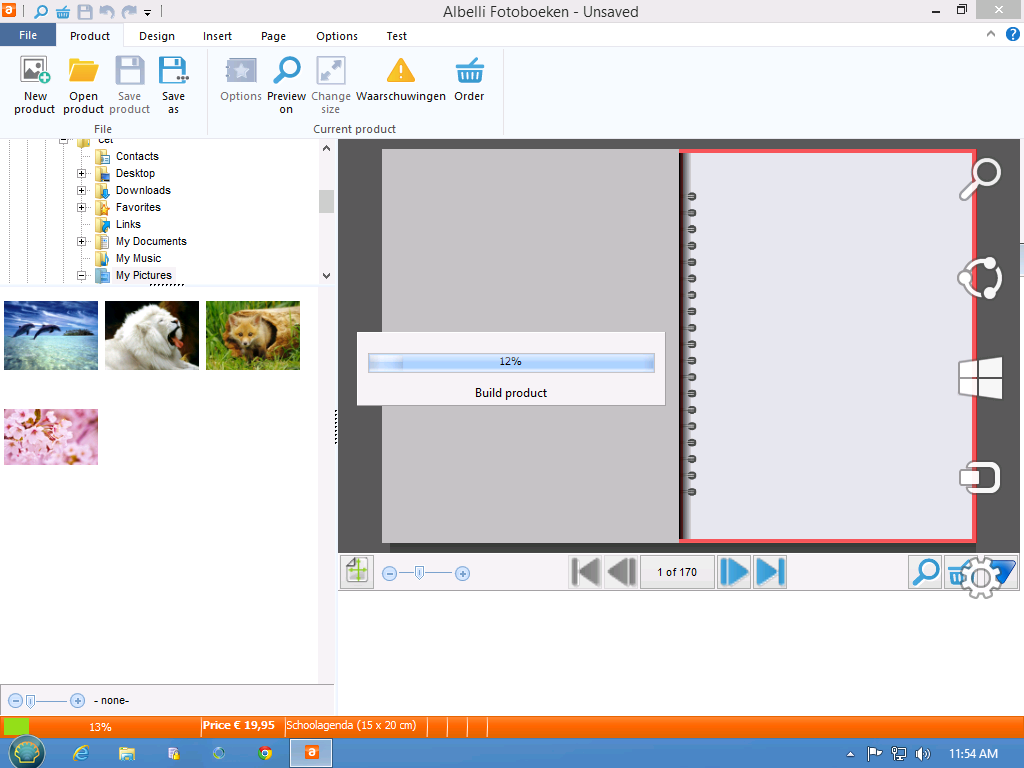 Albelli Fotoboeken - Unsaved
File Product Design Insert Page Options Test
New product
Open product
Save product
Save as
Options
Preview on
Change size
Waarschuwingen
Order
File
Current product
Cet
Contacts
Desktop
Downloads
Favorites
Links
My Documents
My Music
My Pictures
12%
Build product
1 of 170
- none-
13% Price € 19,95 Schoolagenda (15 x 20 cm)
11:54 AM